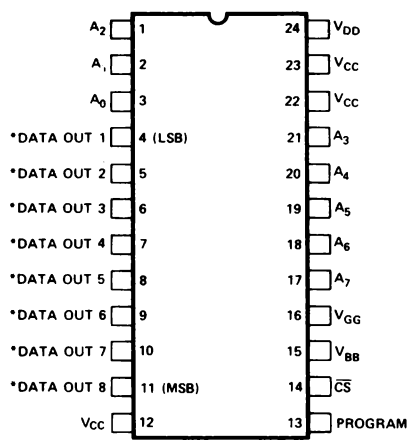 A2 1 24 VDD
A1 2 23 VCC
A0 3 22 VCC
*DATA OUT 1 4 (LSB) 21 A3
*DATA OUT 2 5 20 A4
*DATA OUT 3 6 19 A5
*DATA OUT 4 7 18 A6
*DATA OUT 5 8 17 A7
*DATA OUT 6 9 16 VGG
*DATA OUT 7 10 15 VBB
*DATA OUT 8 11 (MSB) 14 C̅S̅
VCC 12 13 PROGRAM